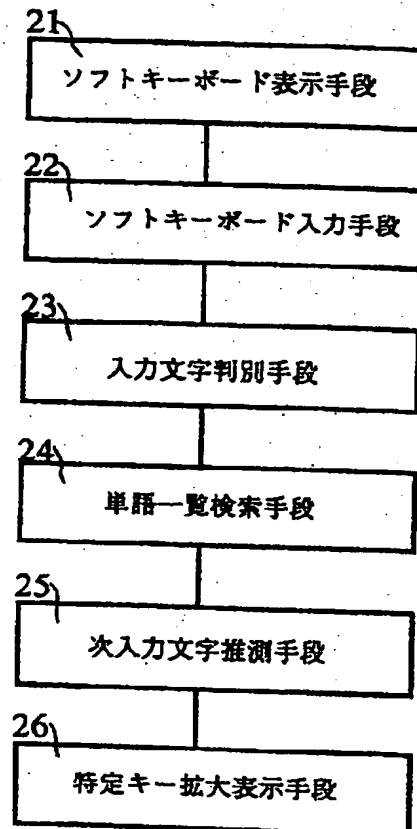 21
ソフトキーボード表示手段
22
ソフトキーボード入力手段
23
入力文字判別手段
24
単語一覧検索手段
25
次入力文字推測手段
26
特定キー拡大表示手段